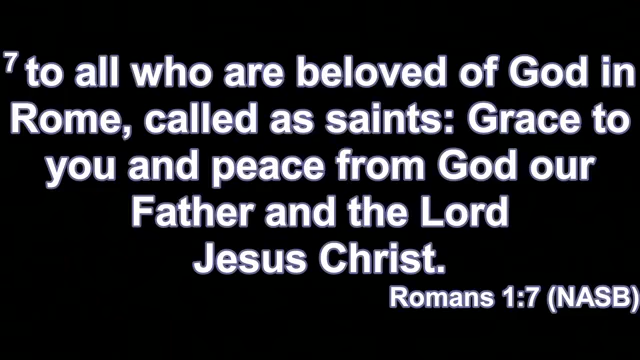 7 to all who are beloved of God in
Rome, called as saints: Grace to
you and peace from God our
Father and the Lord
Jesus Christ.
Romans 1:7 (NASB)